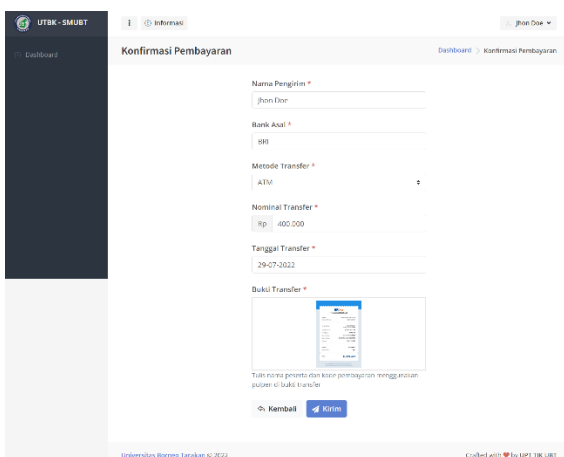 UTBK - SMUBT
Informasi
Jhon Doe
Dashboard
Konfirmasi Pembayaran
Dashboard > Konfirmasi Pembayaran
Nama Pengirim *
Jhon Doe
Bank Asal *
BRI
Metode Transfer *
ATM
Nominal Transfer *
Rp 400.000
Tanggal Transfer *
29-07-2022
Bukti Transfer *
Tulis nama peserta dan kode pembayaran menggunakan
pulpen di bukti transfer
Kembali
Kirim
Universitas Borneo Tarakan © 2022
Crafted with ❤ by UPT TIK UBT